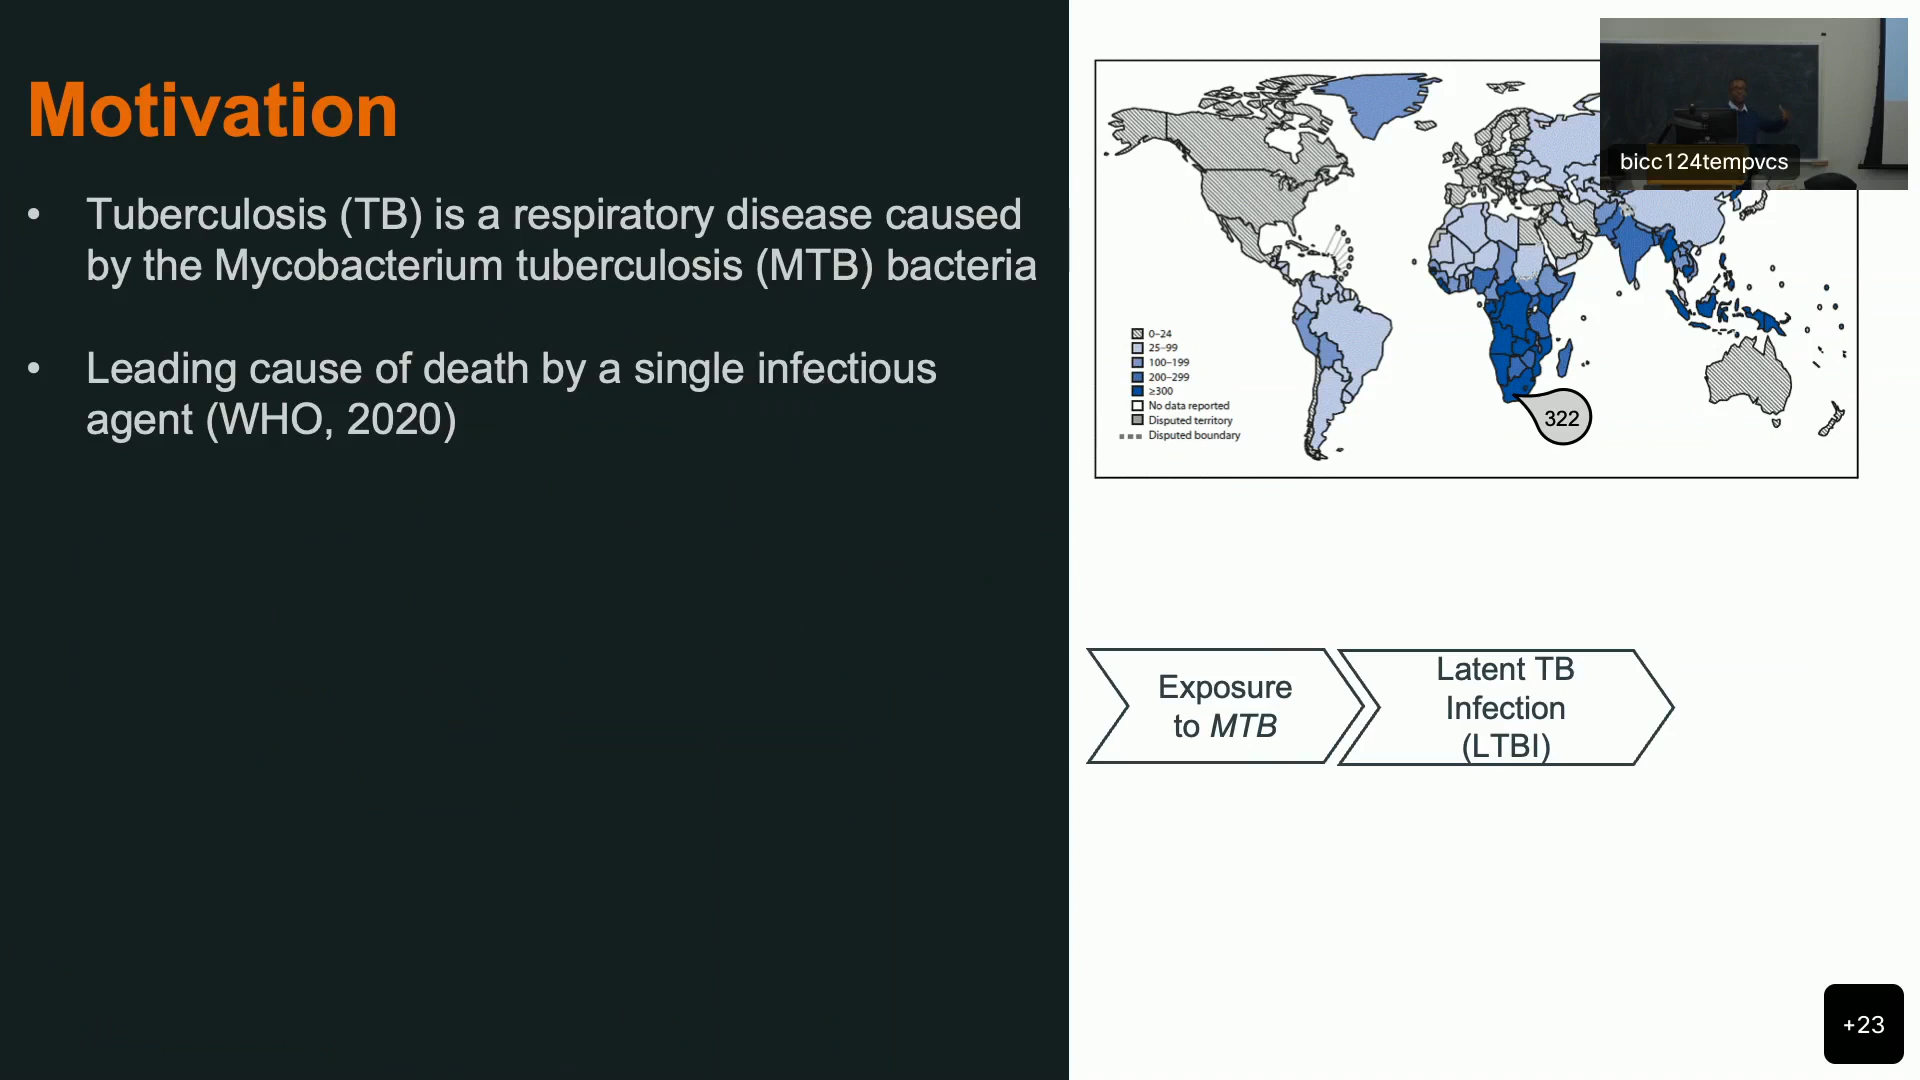 Motivation
• Tuberculosis (TB) is a respiratory disease caused
by the Mycobacterium tuberculosis (MTB) bacteria
• Leading cause of death by a single infectious
agent (WHO, 2020)
bicc124tempvcs
0–24
25–99
100–199
200–299
≥300
No data reported
Disputed territory
Disputed boundary
322
Exposure
to MTB
Latent TB
Infection
(LTBI)
+23